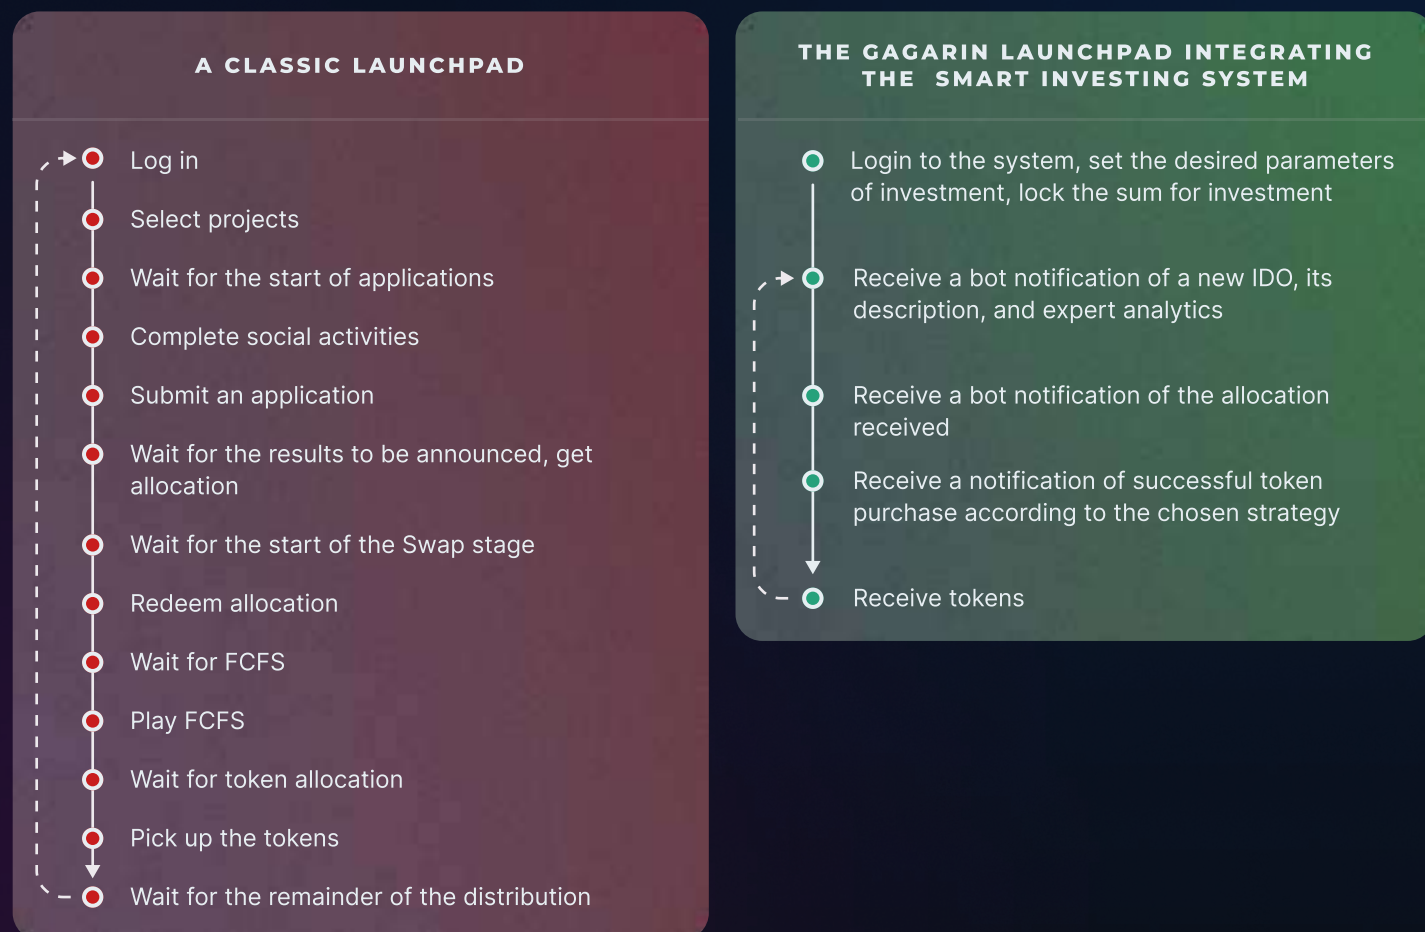 A CLASSIC LAUNCHPAD
Log in
Select projects
Wait for the start of applications
Complete social activities
Submit an application
Wait for the results to be announced, get
allocation
Wait for the start of the Swap stage
Redeem allocation
Wait for FCFS
Play FCFS
Wait for token allocation
Pick up the tokens
Wait for the remainder of the distribution
THE GAGARIN LAUNCHPAD INTEGRATING
THE SMART INVESTING SYSTEM
Login to the system, set the desired parameters
of investment, lock the sum for investment
Receive a bot notification of a new IDO, its
description, and expert analytics
Receive a bot notification of the allocation
received
Receive a notification of successful token
purchase according to the chosen strategy
Receive tokens